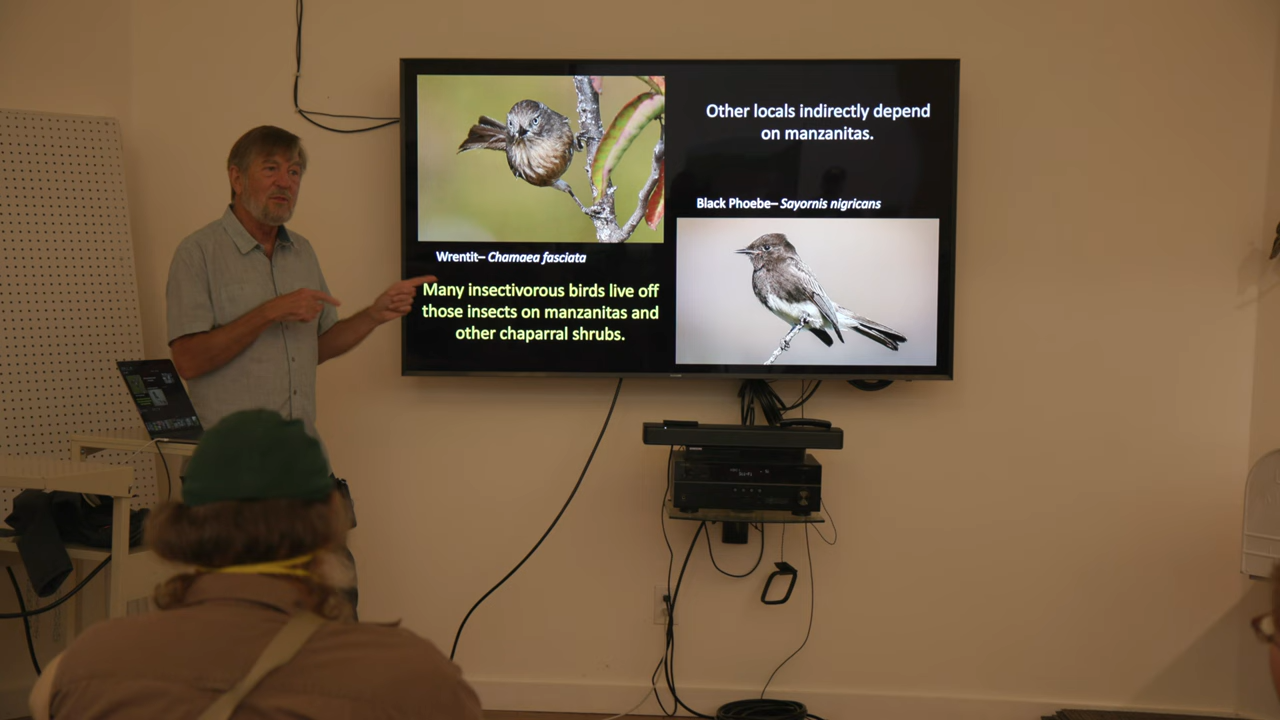 Other locals indirectly depend
on manzanitas.
Black Phoebe– Sayornis nigricans
Wrentit– Chamaea fasciata
Many insectivorous birds live off
those insects on manzanitas and
other chaparral shrubs.